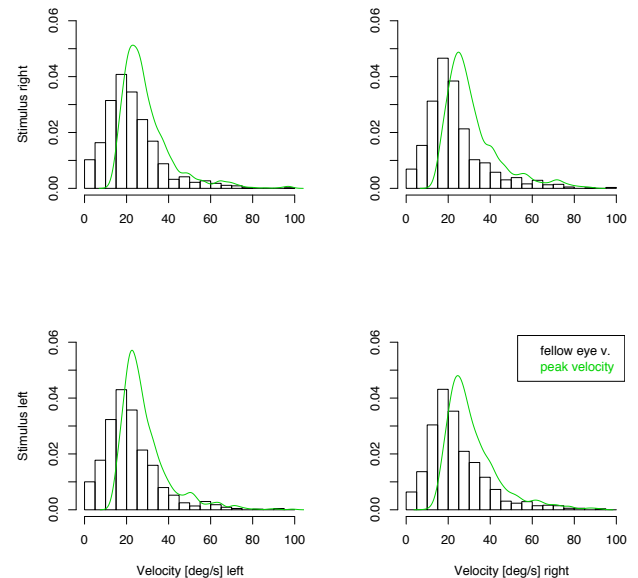 0.06
0.04
0.02
0.00
Stimulus right
0 20 40 60 80 100
0.06
0.04
0.02
0.00
0 20 40 60 80 100
0.06
0.04
0.02
0.00
Stimulus left
0 20 40 60 80 100
Velocity [deg/s] left
0.06
0.04
0.02
0.00
fellow eye v.
peak velocity
0 20 40 60 80 100
Velocity [deg/s] right